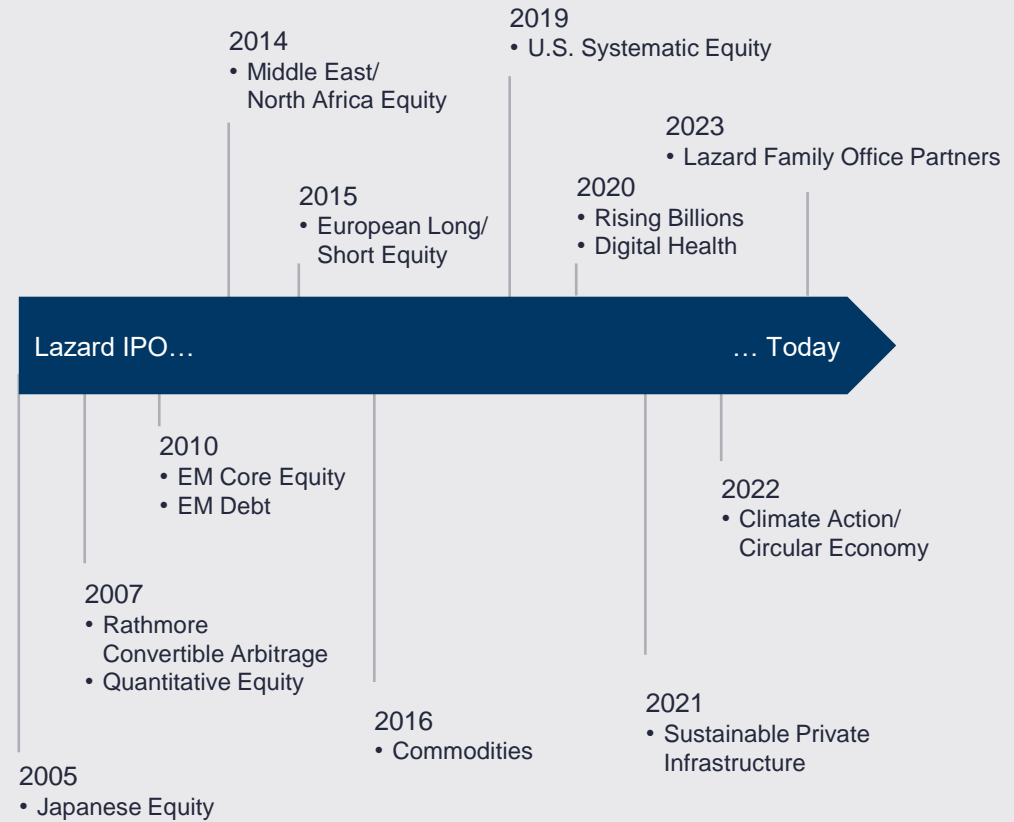 2019
• U.S. Systematic Equity
2014
• Middle East/
North Africa Equity
2023
• Lazard Family Office Partners
2020
• Rising Billions
• Digital Health
2015
• European Long/
Short Equity
Lazard IPO…
… Today
2010
• EM Core Equity
• EM Debt
2022
• Climate Action/
Circular Economy
2007
• Rathmore
Convertible Arbitrage
• Quantitative Equity
2021
• Sustainable Private
Infrastructure
2016
• Commodities
2005
• Japanese Equity